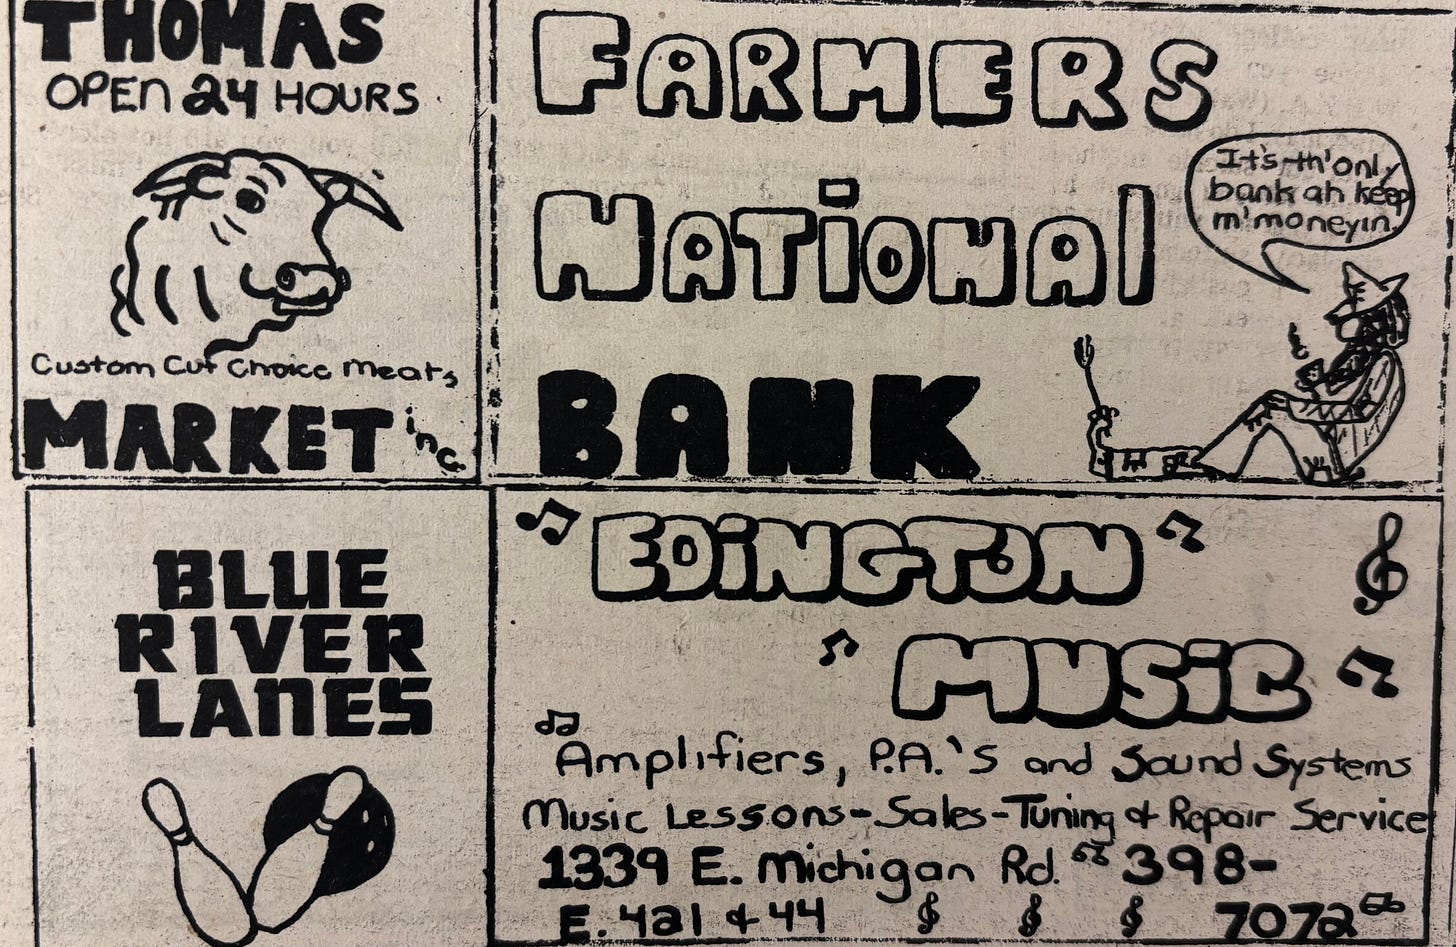 THOMAS
OPEN 24 HOURS
Custom Cut Choice Meats
MARKET inc.
FARMERS
NATIONAL
BANK
It's th' only
bank ah keep
m' money in.
BLUE
RIVER
LANES
EDINGTON
MUSIC
Amplifiers, P.A.'S and Sound Systems
Music Lessons-Sales-Tuning & Repair Service
1339 E. Michigan Rd. 398-
E. 421 & 44 7072